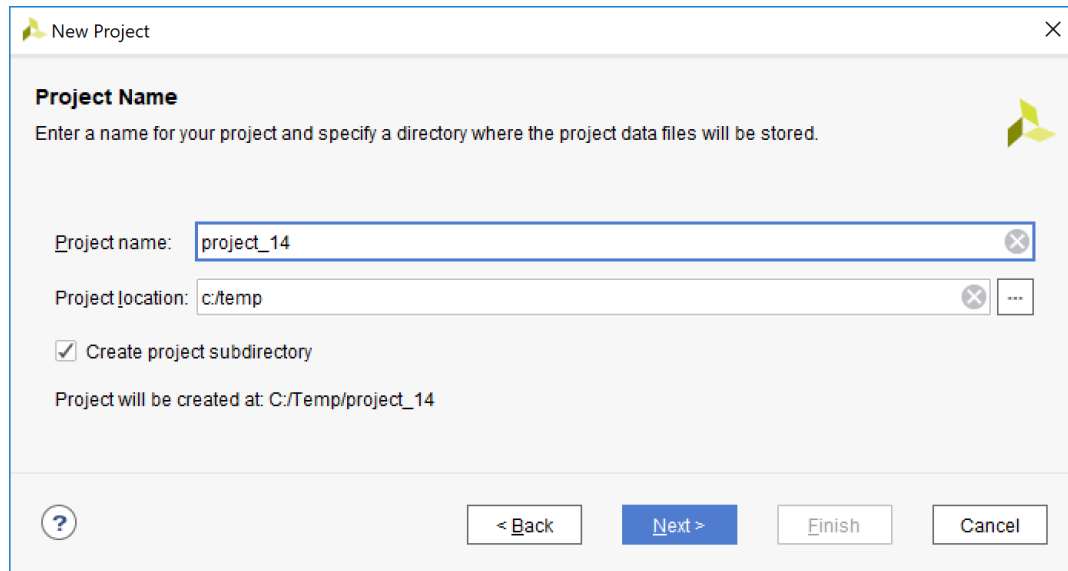 New Project
Project Name
Enter a name for your project and specify a directory where the project data files will be stored.
Project name: project_14
Project location: c:/temp ...
Create project subdirectory
Project will be created at: C:/Temp/project_14
? < Back Next > Finish Cancel